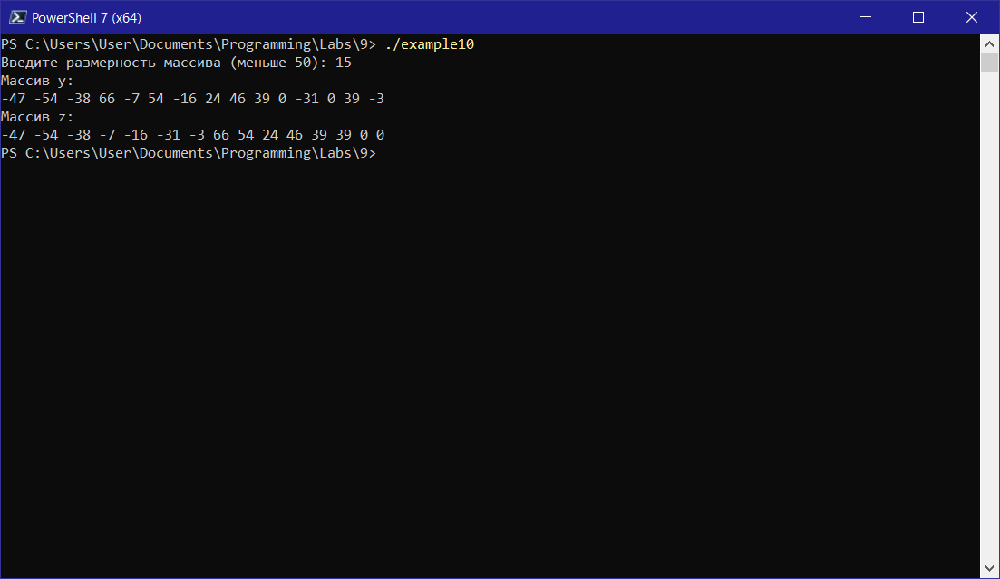 PowerShell 7 (x64)
PS C:\Users\User\Documents\Programming\Labs\9> ./example10
Введите размерность массива (меньше 50): 15
Массив y:
-47 -54 -38 66 -7 54 -16 24 46 39 0 -31 0 39 -3
Массив z:
-47 -54 -38 -7 -16 -31 -3 66 54 24 46 39 39 0 0
PS C:\Users\User\Documents\Programming\Labs\9>